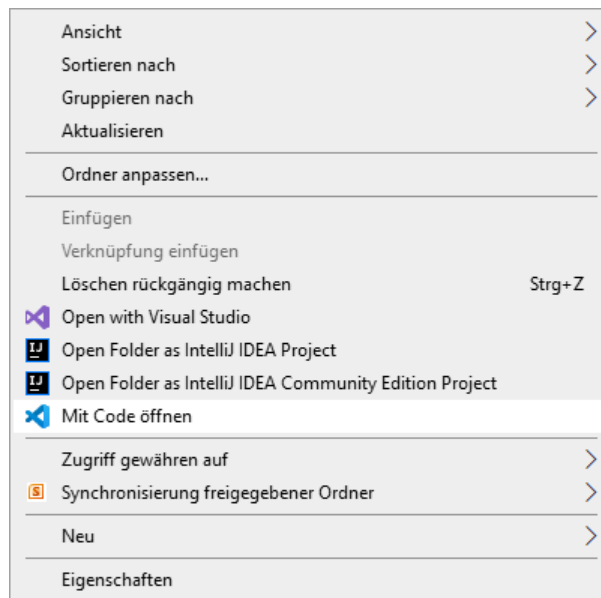 Ansicht
Sortieren nach
Gruppieren nach
Aktualisieren
Ordner anpassen...
Einfügen
Verknüpfung einfügen
Löschen rückgängig machen Strg+Z
Open with Visual Studio
Open Folder as IntelliJ IDEA Project
Open Folder as IntelliJ IDEA Community Edition Project
Mit Code öffnen
Zugriff gewähren auf
Synchronisierung freigegebener Ordner
Neu
Eigenschaften